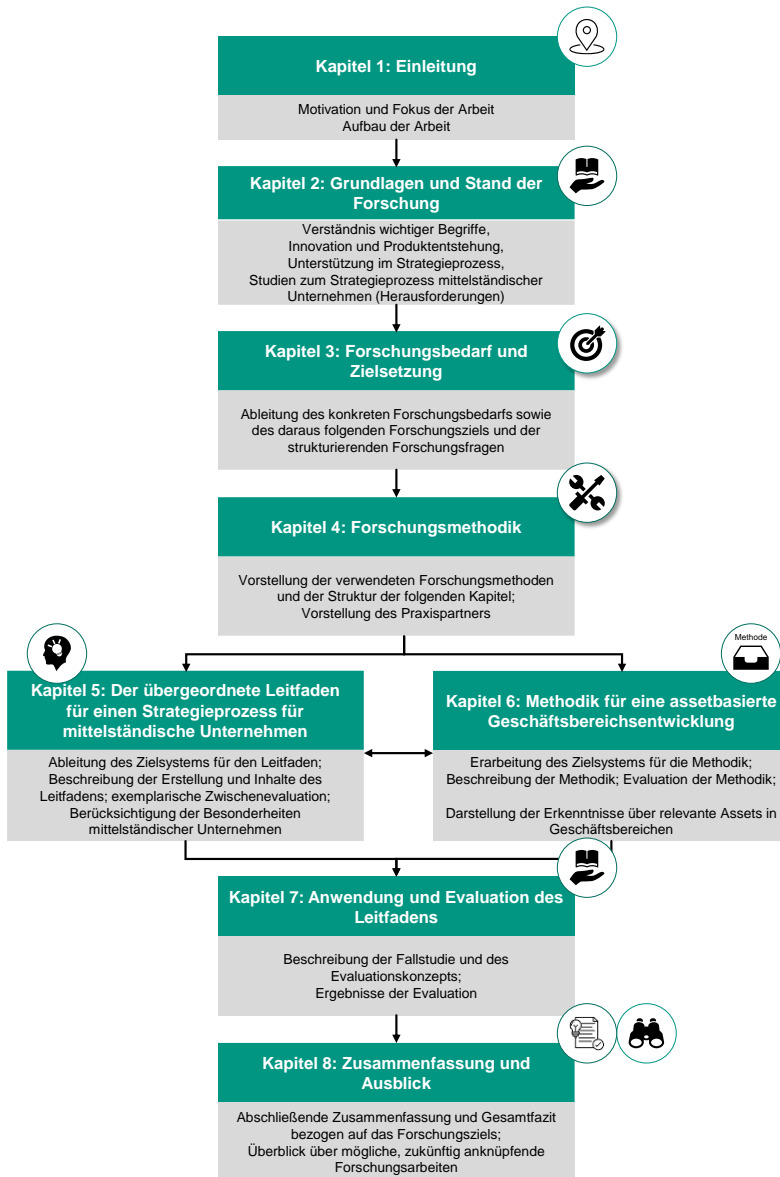 Kapitel 1: Einleitung
Motivation und Fokus der Arbeit
Aufbau der Arbeit
Kapitel 2: Grundlagen und Stand der
Forschung
Verständnis wichtiger Begriffe,
Innovation und Produktentstehung,
Unterstützung im Strategieprozess,
Studien zum Strategieprozess mittelständischer
Unternehmen (Herausforderungen)
Kapitel 3: Forschungsbedarf und
Zielsetzung
Ableitung des konkreten Forschungsbedarfs sowie
des daraus folgenden Forschungsziels und der
strukturierenden Forschungsfragen
Kapitel 4: Forschungsmethodik
Vorstellung der verwendeten Forschungsmethoden
und der Struktur der folgenden Kapitel;
Vorstellung des Praxispartners
Kapitel 5: Der übergeordnete Leitfaden
für einen Strategieprozess für
mittelständische Unternehmen
Ableitung des Zielsystems für den Leitfaden;
Beschreibung der Erstellung und Inhalte des
Leitfadens; exemplarische Zwischenevaluation;
Berücksichtigung der Besonderheiten
mittelständischer Unternehmen
Methode
Kapitel 6: Methodik für eine assetbasierte
Geschäftsbereichsentwicklung
Erarbeitung des Zielsystems für die Methodik;
Beschreibung der Methodik; Evaluation der Methodik;
Darstellung der Erkenntnisse über relevante Assets in
Geschäftsbereichen
Kapitel 7: Anwendung und Evaluation des
Leitfadens
Beschreibung der Fallstudie und des
Evaluationskonzepts;
Ergebnisse der Evaluation
Kapitel 8: Zusammenfassung und
Ausblick
Abschließende Zusammenfassung und Gesamtfazit
bezogen auf das Forschungsziels;
Überblick über mögliche, zukünftig anknüpfende
Forschungsarbeiten